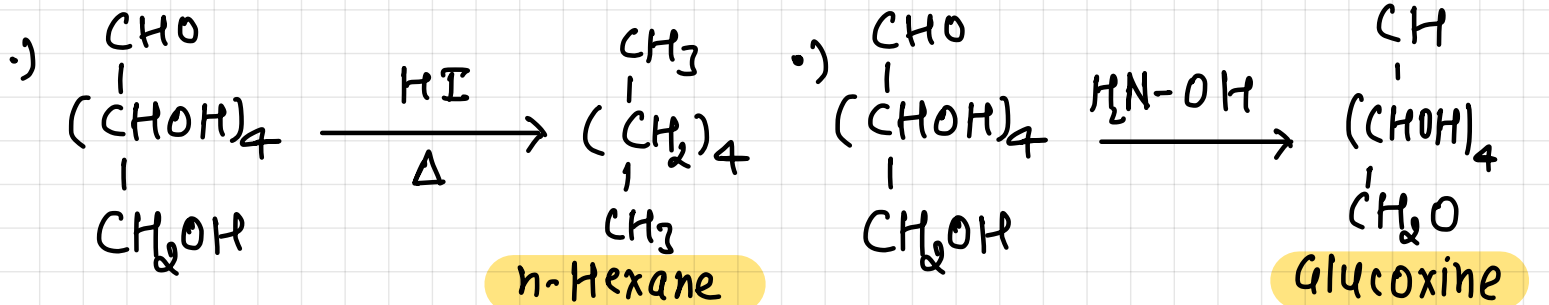 •) CHO
|
(CHOH)₄
|
CH₂OH
HI
Δ
CH₃
|
(CH₂)₄
|
CH₃
n-Hexane
•) CHO
|
(CHOH)₄
|
CH₂OH
H₂N-OH
CH
|
(CHOH)₄
|
CH₂O
Glucoxine